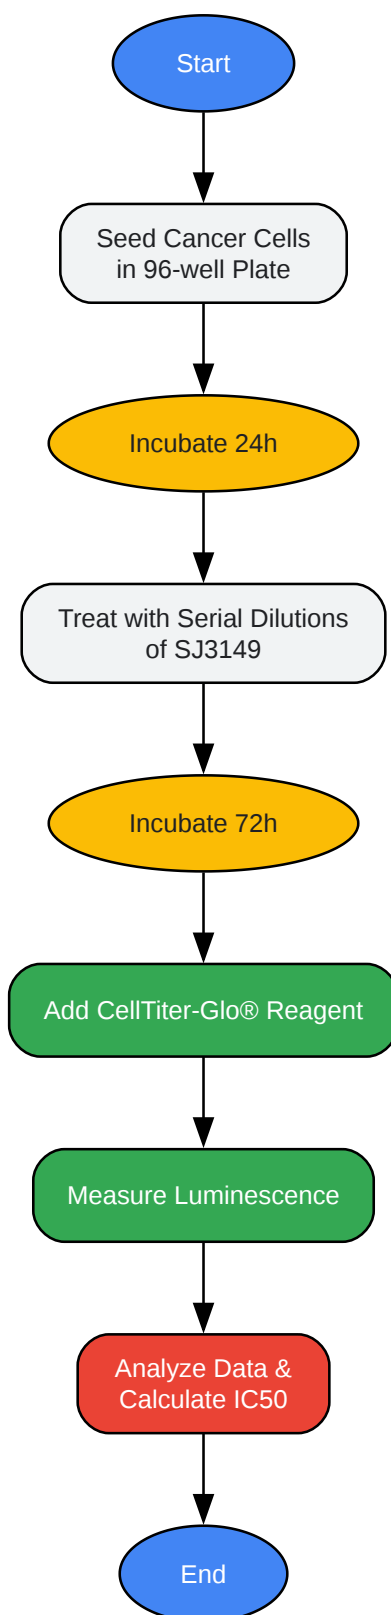 Start
Seed Cancer Cells
in 96-well Plate
Incubate 24h
Treat with Serial Dilutions
of SJ3149
Incubate 72h
Add CellTiter-Glo® Reagent
Measure Luminescence
Analyze Data &
Calculate IC50
End